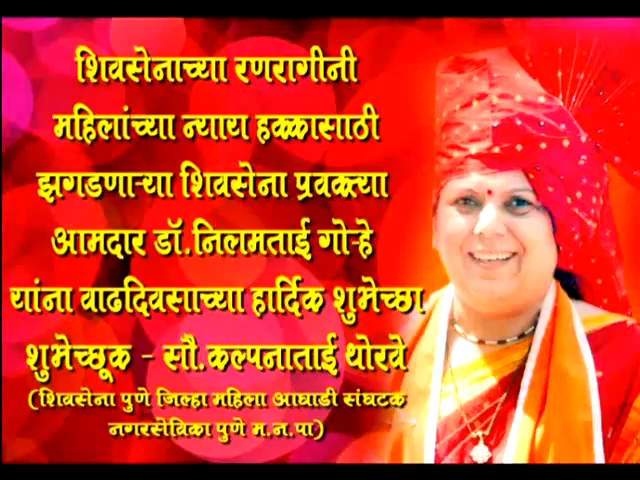 शिवसेनाच्या रणरागीनी
महिलांच्या न्याय हक्कासाठी
झगडणाऱ्या शिवसेना प्रवक्त्या
आमदार डॉ.निलमताई गोऱ्हे
यांना वाढदिवसाच्या हार्दिक शुभेच्छा
शुभेच्छूक - सौ.कल्पनाताई थोरवे
(शिवसेना पुणे जिल्हा महिला आघाडी संघटक
नगरसेविका पुणे म.न.पा)